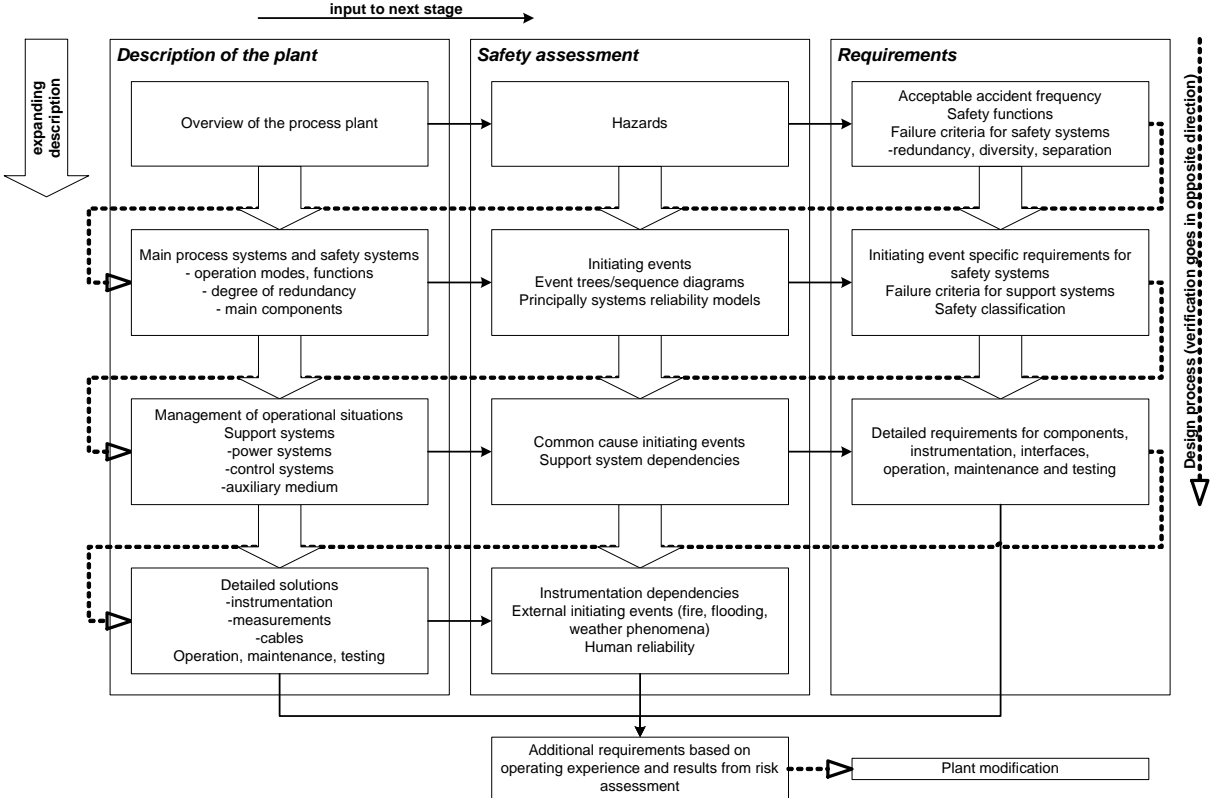 input to next stage
expanding
description
Description of the plant
Safety assessment
Requirements
Design process (verification goes in opposite direction)
Overview of the process plant
Hazards
Acceptable accident frequency
Safety functions
Failure criteria for safety systems
-redundancy, diversity, separation
Main process systems and safety systems
- operation modes, functions
- degree of redundancy
- main components
Initiating events
Event trees/sequence diagrams
Principally systems reliability models
Initiating event specific requirements for
safety systems
Failure criteria for support systems
Safety classification
Management of operational situations
Support systems
-power systems
-control systems
-auxiliary medium
Common cause initiating events
Support system dependencies
Detailed requirements for components,
instrumentation, interfaces,
operation, maintenance and testing
Detailed solutions
-instrumentation
-measurements
-cables
Operation, maintenance, testing
Instrumentation dependencies
External initiating events (fire, flooding,
weather phenomena)
Human reliability
Additional requirements based on
operating experience and results from risk
assessment
Plant modification